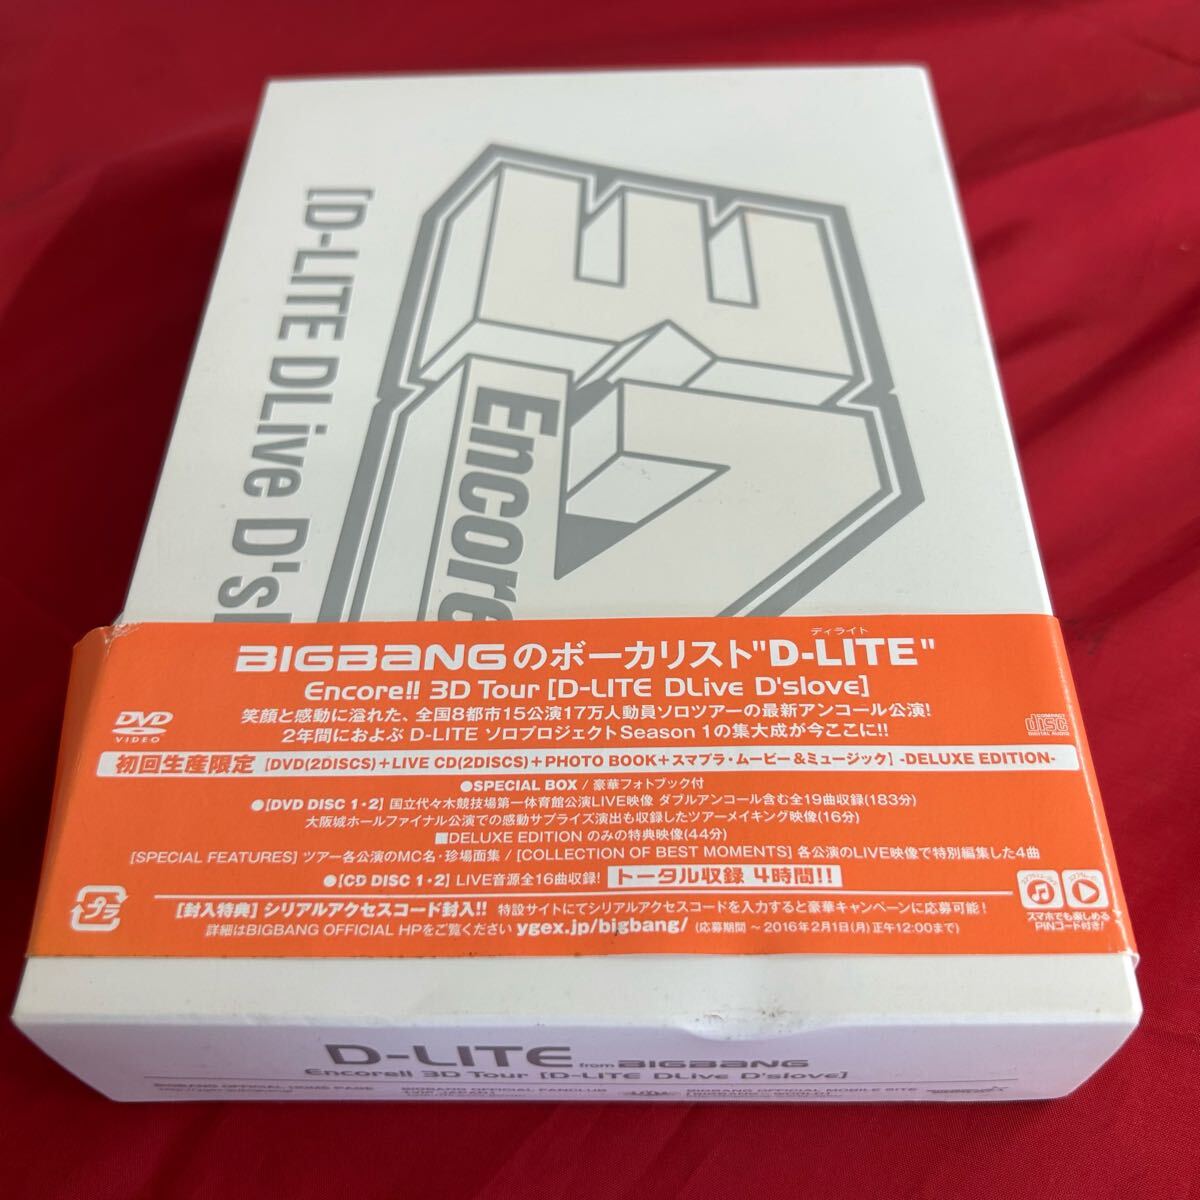 [D-LITE DLive D's
Encore
BIGBANGのボーカリスト"D-LITE"
ディライト
Encore!! 3D Tour [D-LITE DLive D'slove]
笑顔と感動に溢れた、全国8都市15公演17万人動員ソロツアーの最新アンコール公演!
2年間におよぶ D-LITE ソロプロジェクトSeason 1の集大成が今ここに!!
DVD
VIDEO
COMPACT
disc
DIGITAL AUDIO
初回生産限定 [DVD(2DISCS)+LIVE CD(2DISCS)+PHOTO BOOK+スマプラ・ムービー&ミュージック] -DELUXE EDITION-
●SPECIAL BOX / 豪華フォトブック付
●[DVD DISC 1・2] 国立代々木競技場第一体育館公演LIVE映像 ダブルアンコール含む全19曲収録(183分)
大阪城ホールファイナル公演での感動サプライズ演出も収録したツアーメイキング映像(16分)
■DELUXE EDITION のみの特典映像(44分)
[SPECIAL FEATURES] ツアー各公演のMC名・珍場面集 / [COLLECTION OF BEST MOMENTS] 各公演のLIVE映像で特別編集した4曲
●[CD DISC 1・2] LIVE音源全16曲収録! トータル収録 4時間!!
プラ
[封入特典] シリアルアクセスコード封入!! 特設サイトにてシリアルアクセスコードを入力すると豪華キャンペーンに応募可能!
詳細はBIGBANG OFFICIAL HPをご覧ください ygex.jp/bigbang/ (応募期間 ～ 2016年2月1日(月)正午12:00まで)
スマホでも楽しめる
PINコード付き!
D-LITE from BIGBANG
Encore!! 3D Tour [D-LITE DLive D'slove]
BIGBANG OFFICIAL HOME PAGE
BIGBANG OFFICIAL FANCLUB
BIGBANG OFFICIAL MOBILE SITE